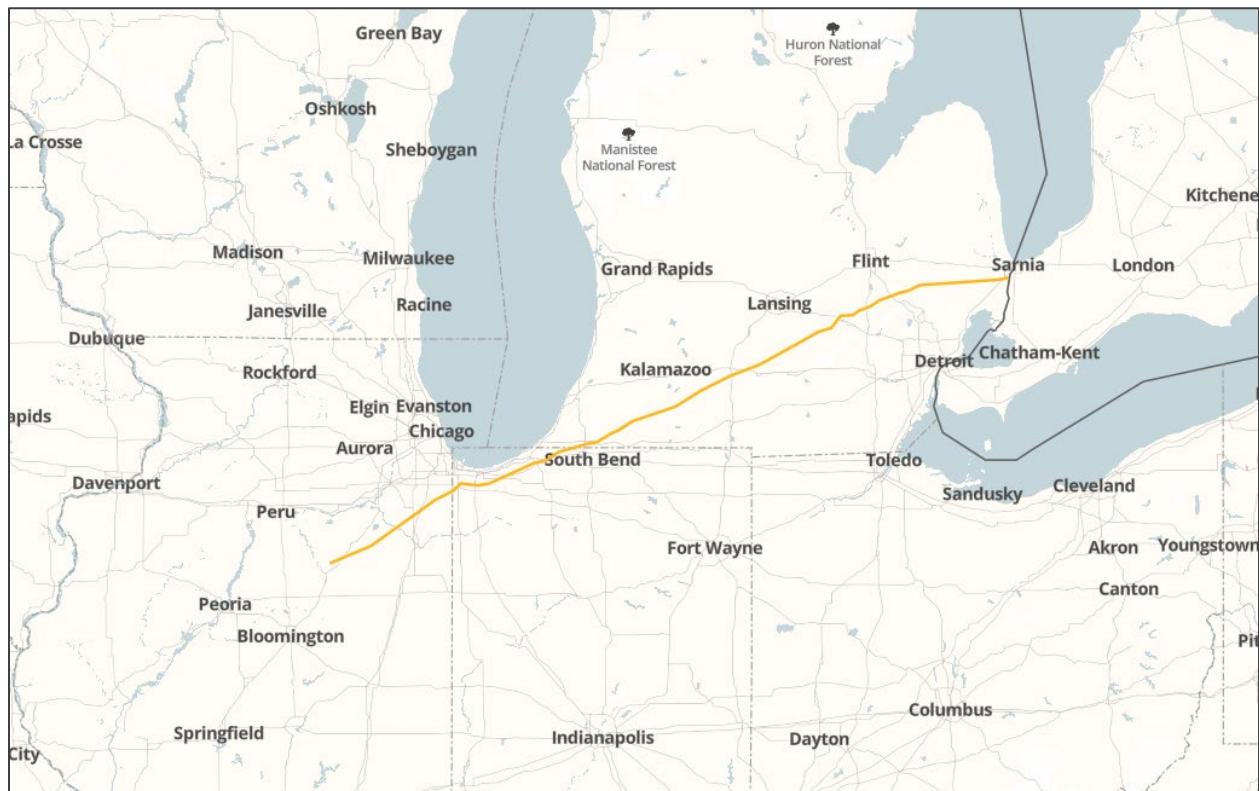 Green Bay
Huron National
Forest
Oshkosh
La Crosse
Sheboygan
Manistee
National Forest
Kitchene
Madison
Milwaukee
Grand Rapids
Flint
Sarnia
London
Janesville
Racine
Lansing
Dubuque
Detroit
Chatham-Kent
Rockford
Kalamazoo
Elgin
Evanston
apids
Chicago
Aurora
South Bend
Toledo
Davenport
Sandusky
Cleveland
Peru
Fort Wayne
Akron
Youngstown
Canton
Peoria
Bloomington
Pit
Columbus
Springfield
Indianapolis
Dayton
City